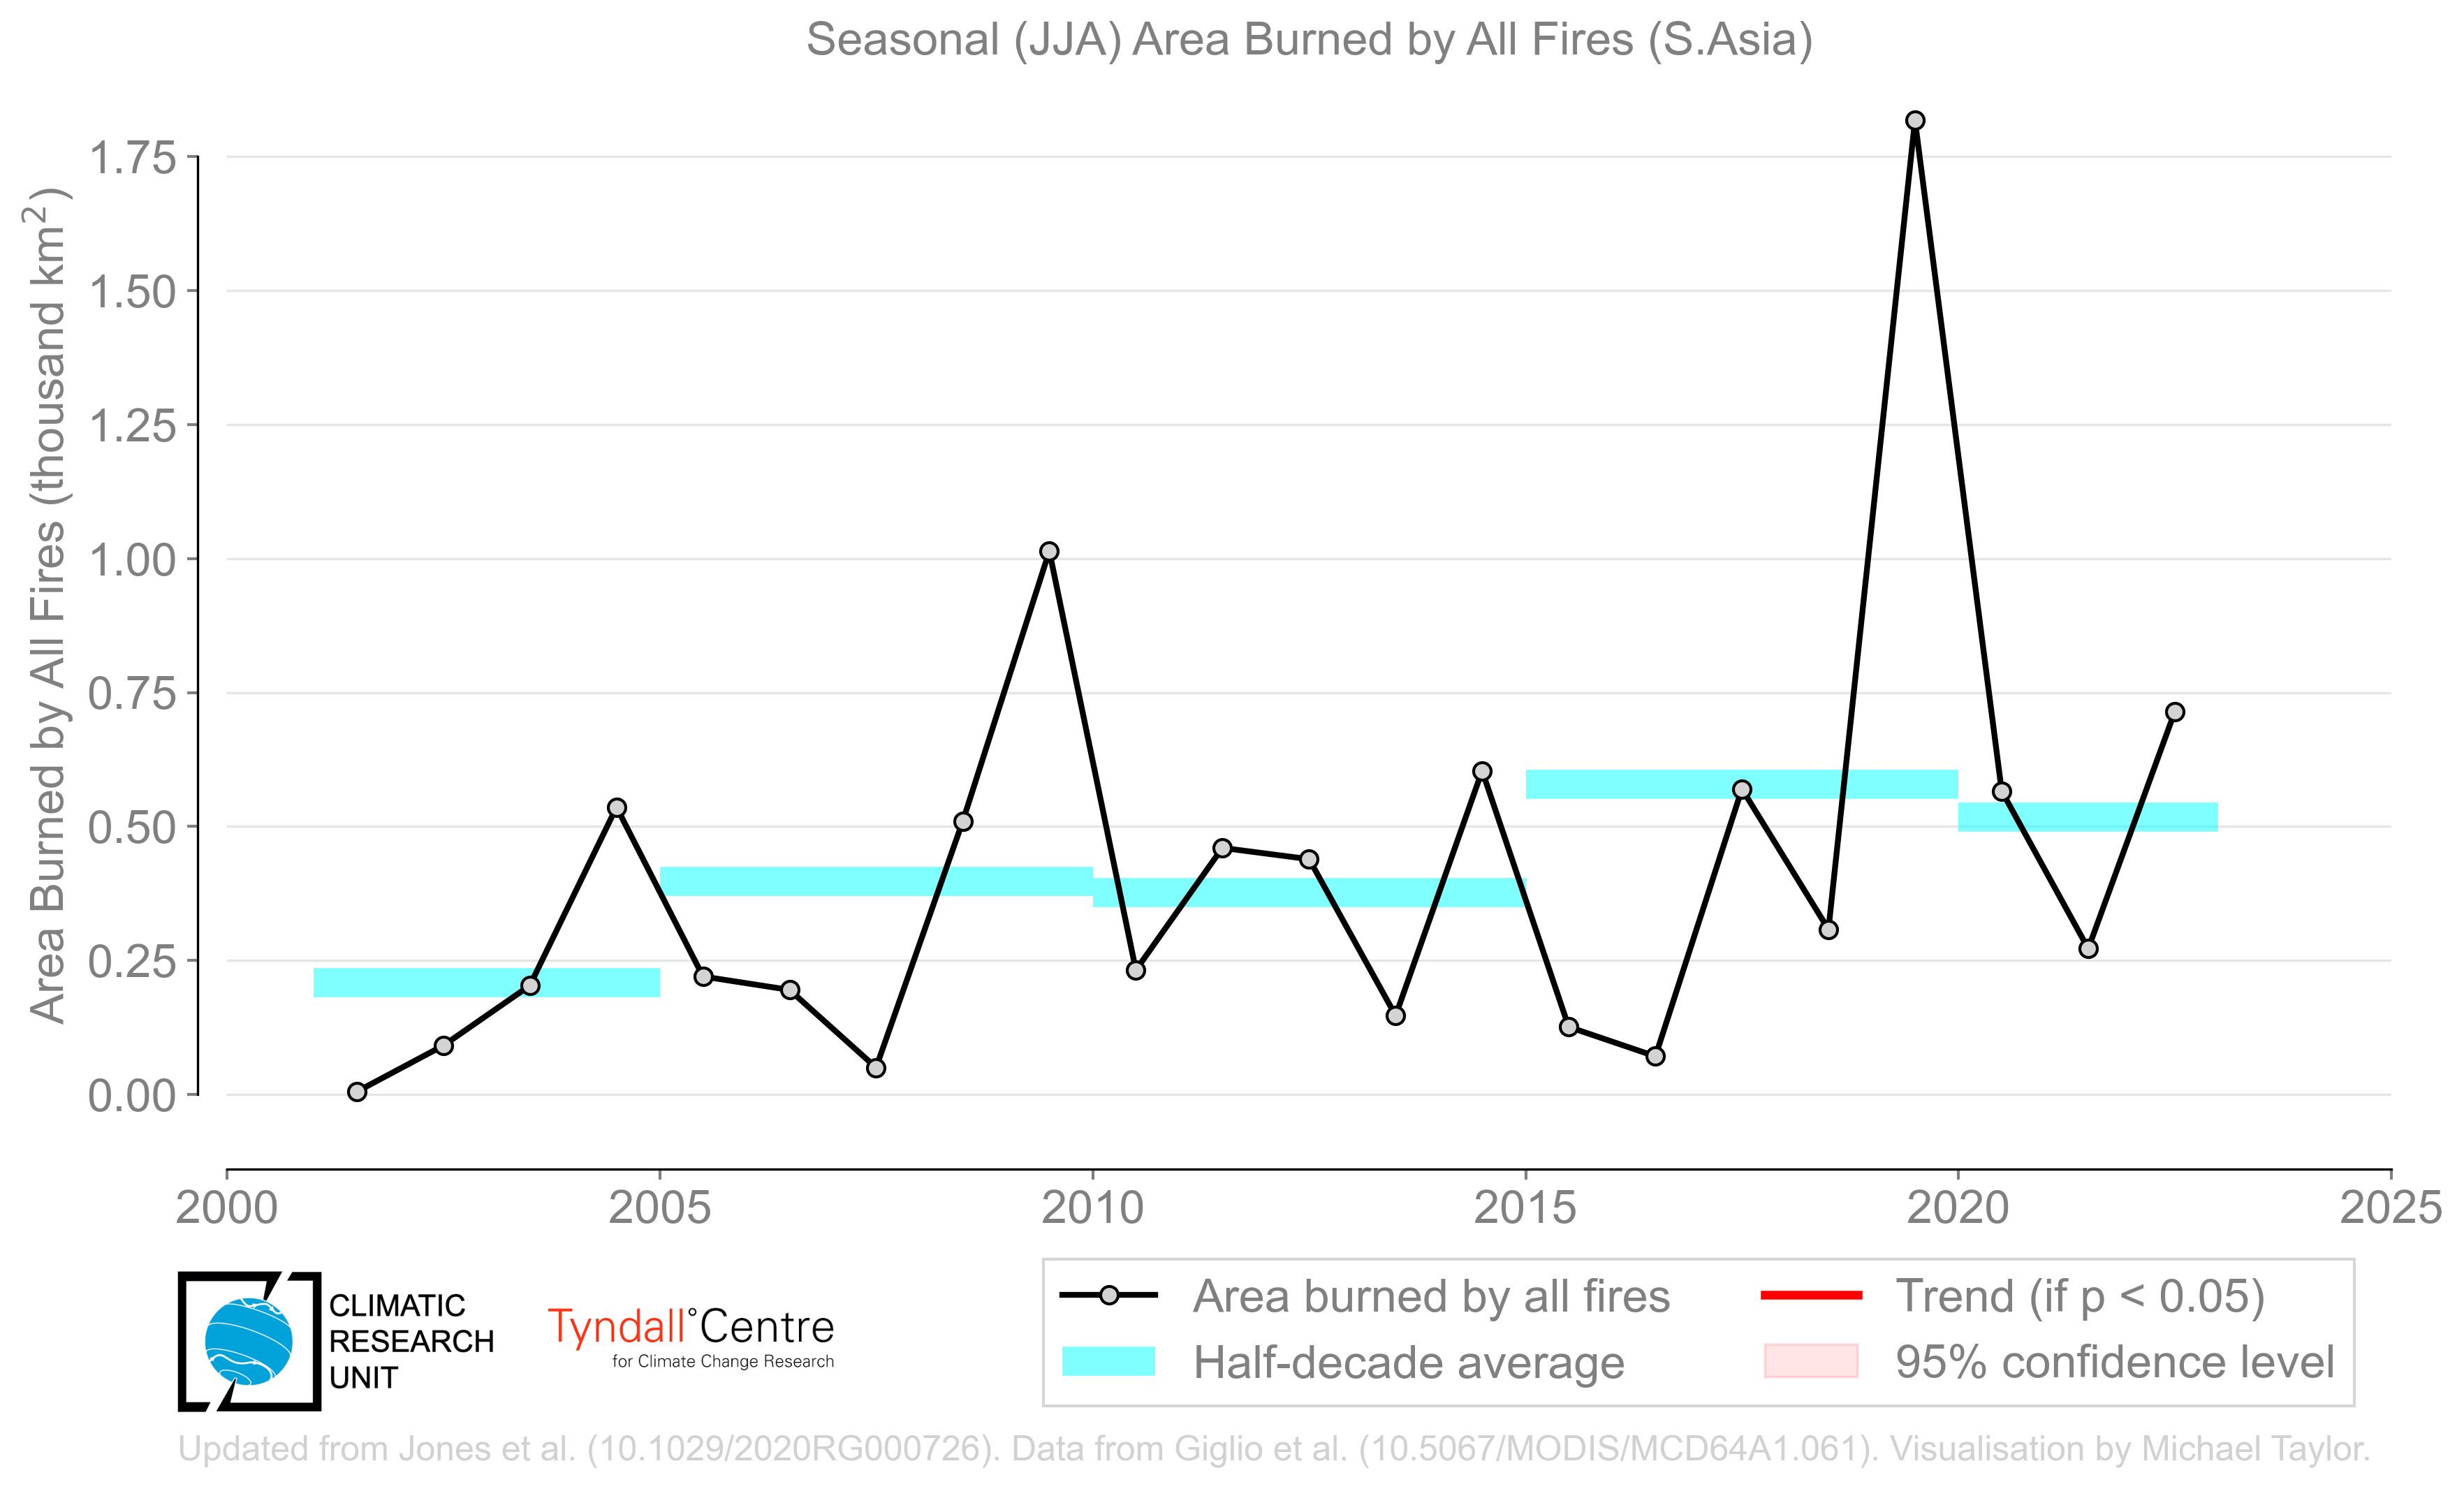 Seasonal (JJA) Area Burned by All Fires (S.Asia)
Area Burned by All Fires (thousand km²)
1.75
1.50
1.25
1.00
0.75
0.50
0.25
0.00
2000 2005 2010 2015 2020 2025
CLIMATIC
RESEARCH
UNIT
Tyndall°Centre
for Climate Change Research
Area burned by all fires
Half-decade average
Trend (if p < 0.05)
95% confidence level
Updated from Jones et al. (10.1029/2020RG000726). Data from Giglio et al. (10.5067/MODIS/MCD64A1.061). Visualisation by Michael Taylor.